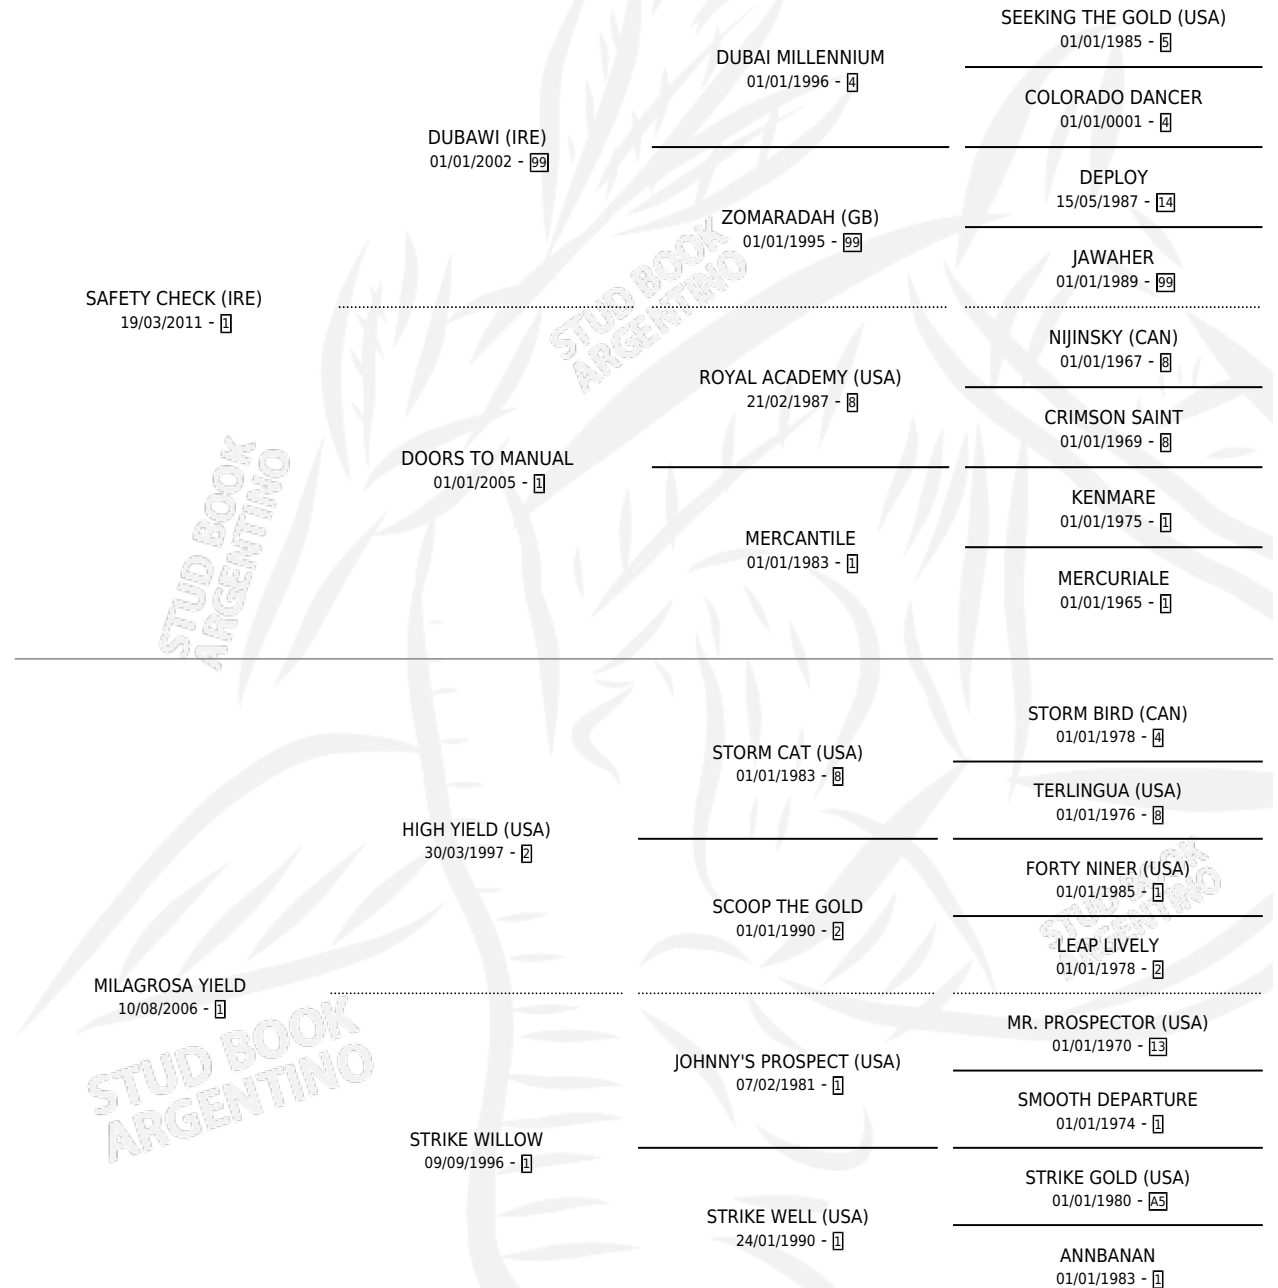 SEEKING THE GOLD (USA)
01/01/1985 - 5
DUBAI MILLENNIUM
01/01/1996 - 4
COLORADO DANCER
01/01/0001 - 4
DUBAWI (IRE)
01/01/2002 - 99
DEPLOY
15/05/1987 - 14
ZOMARADAH (GB)
01/01/1995 - 99
JAWAHER
01/01/1989 - 99
SAFETY CHECK (IRE)
19/03/2011 - 1
STUD BOOK
ARGENTINO
NIJINSKY (CAN)
01/01/1967 - 8
ROYAL ACADEMY (USA)
21/02/1987 - 8
CRIMSON SAINT
01/01/1969 - 8
DOORS TO MANUAL
01/01/2005 - 1
KENMARE
01/01/1975 - 1
MERCANTILE
01/01/1983 - 1
MERCURIALE
01/01/1965 - 1
STUD BOOK
ARGENTINO
STORM BIRD (CAN)
01/01/1978 - 4
STORM CAT (USA)
01/01/1983 - 8
TERLINGUA (USA)
01/01/1976 - 8
HIGH YIELD (USA)
30/03/1997 - 2
FORTY NINER (USA)
01/01/1985 - 1
SCOOP THE GOLD
01/01/1990 - 2
STUD BOOK
ARGENTINO
LEAP LIVELY
01/01/1978 - 2
MILAGROSA YIELD
10/08/2006 - 1
STUD BOOK
ARGENTINO
MR. PROSPECTOR (USA)
01/01/1970 - 13
JOHNNY'S PROSPECT (USA)
07/02/1981 - 1
SMOOTH DEPARTURE
01/01/1974 - 1
STRIKE WILLOW
09/09/1996 - 1
STRIKE GOLD (USA)
01/01/1980 - A5
STRIKE WELL (USA)
24/01/1990 - 1
ANNBANAN
01/01/1983 - 1